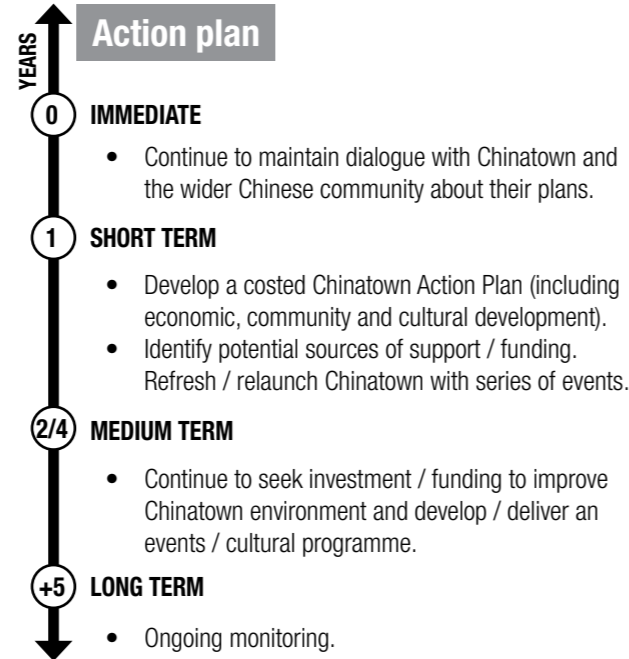 YEARS
Action plan
0 IMMEDIATE
• Continue to maintain dialogue with Chinatown and
the wider Chinese community about their plans.
1 SHORT TERM
• Develop a costed Chinatown Action Plan (including
economic, community and cultural development).
• Identify potential sources of support / funding.
Refresh / relaunch Chinatown with series of events.
2/4 MEDIUM TERM
• Continue to seek investment / funding to improve
Chinatown environment and develop / deliver an
events / cultural programme.
+5 LONG TERM
• Ongoing monitoring.